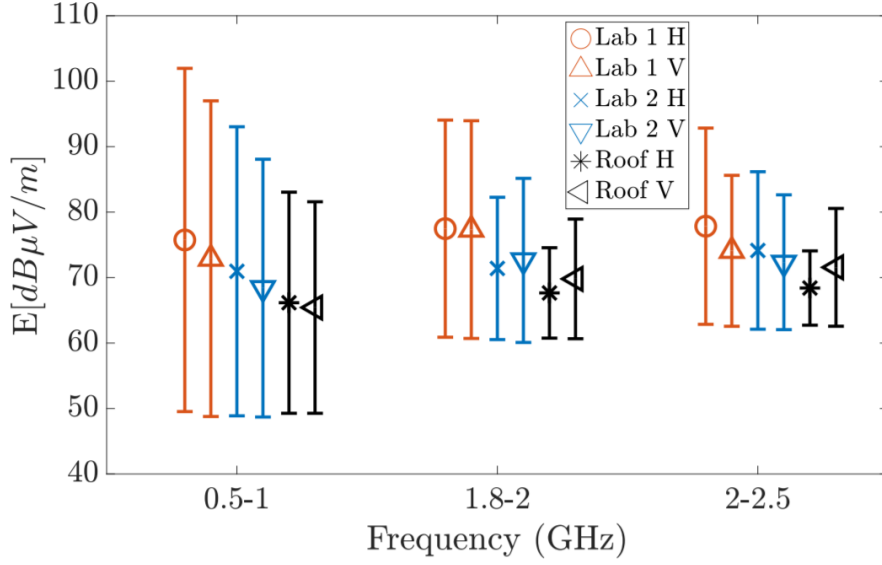 110
100
90
80
70
60
50
40
E[dBμV/m]
Lab 1 H
Lab 1 V
Lab 2 H
Lab 2 V
Roof H
Roof V
0.5-1
1.8-2
2-2.5
Frequency (GHz)